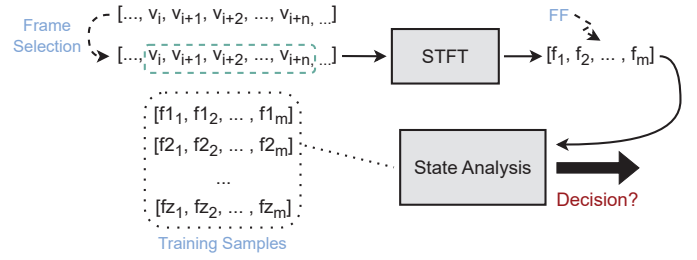 Frame
Selection
[..., v_i, v_{i+1}, v_{i+2}, ..., v_{i+n,} ...]
[..., v_i, v_{i+1}, v_{i+2}, ..., v_{i+n,} ...]
STFT
FF
[f_1, f_2, ... , f_m]
[f1_1, f1_2, ... , f1_m]
[f2_1, f2_2, ... , f2_m]
...
[fz_1, fz_2, ... , fz_m]
Training Samples
State Analysis
Decision?